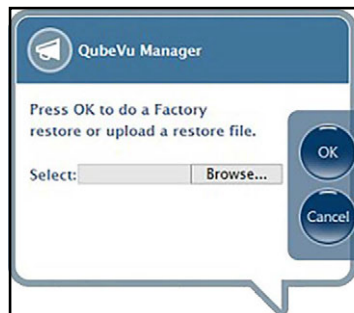 QubeVu Manager
Press OK to do a Factory
restore or upload a restore file.
Select: Browse...
OK
Cancel